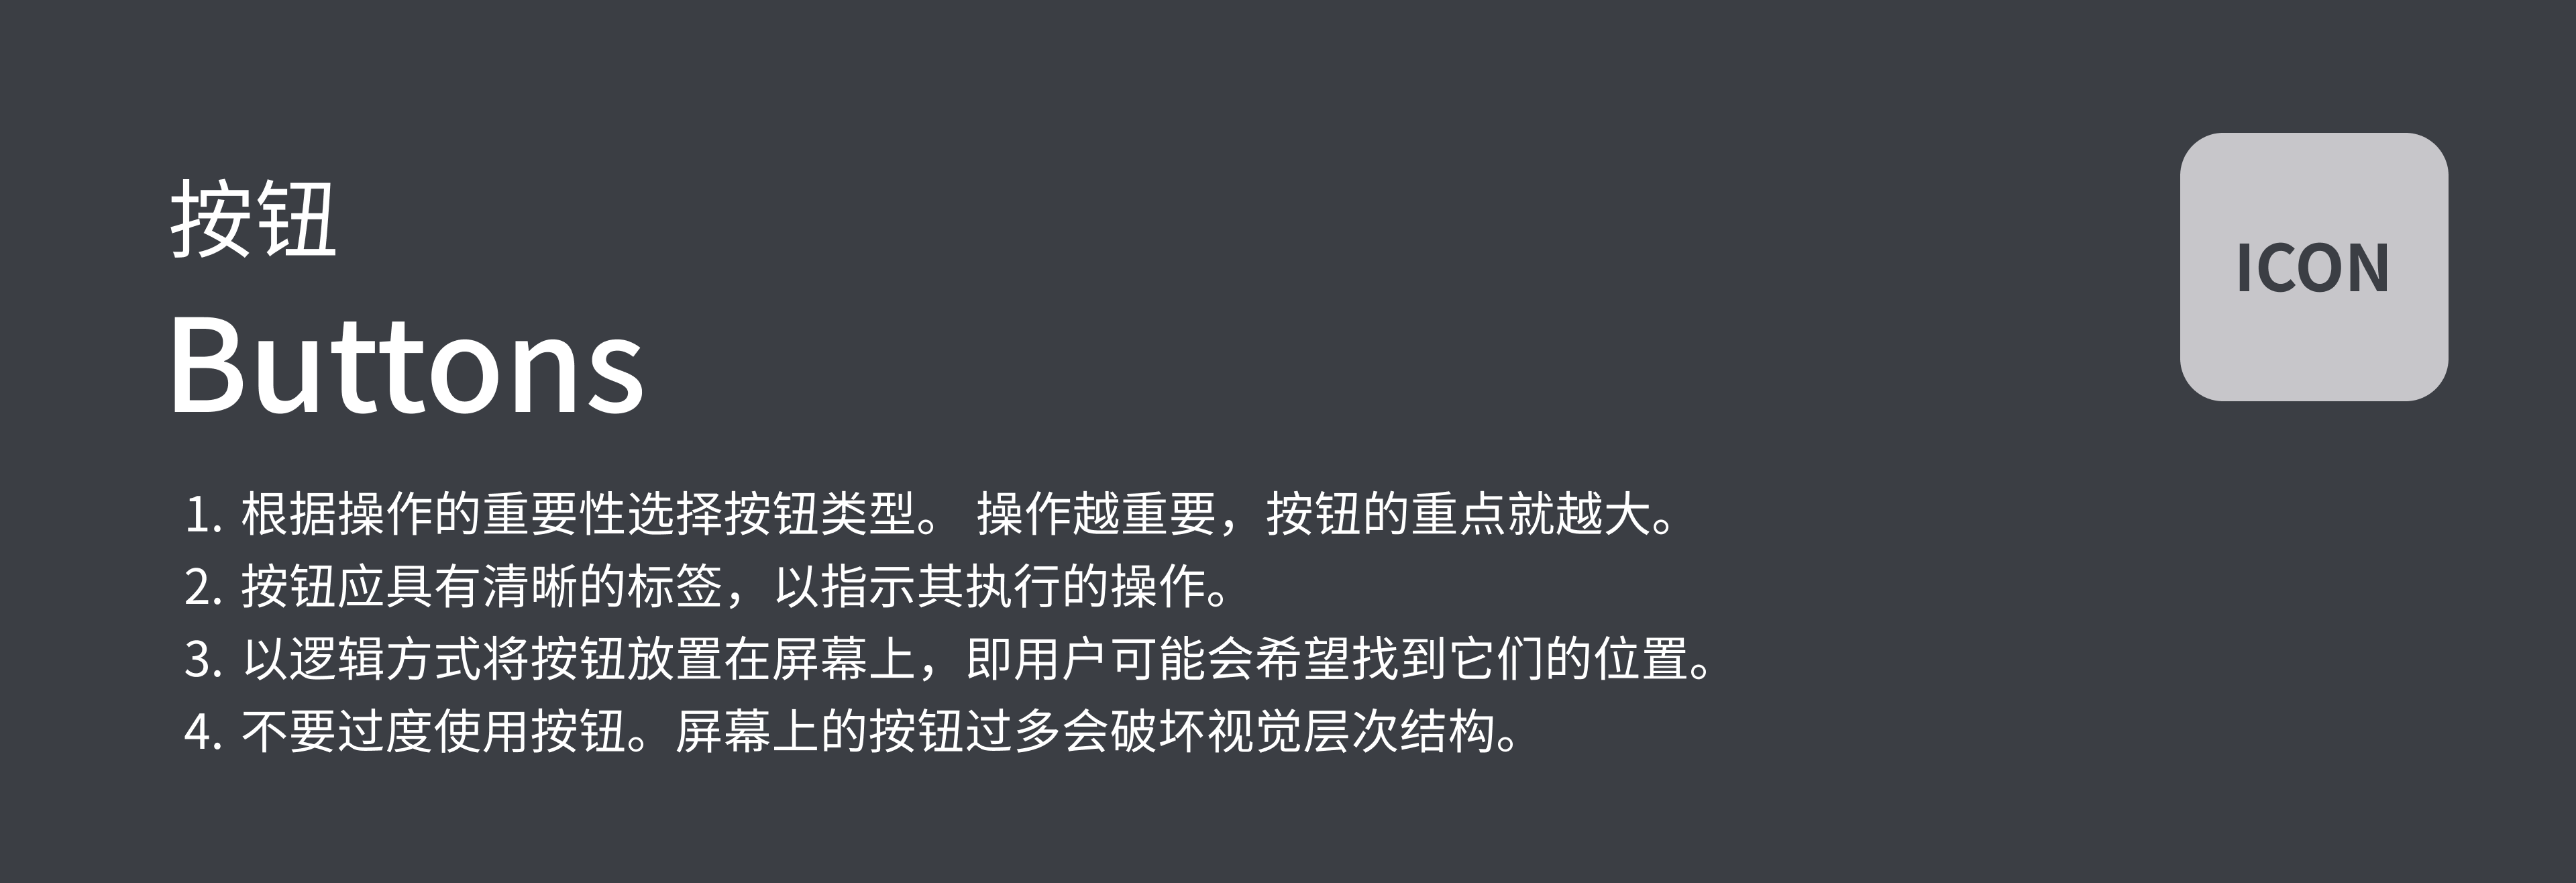 按钮
Buttons
ICON
1. 根据操作的重要性选择按钮类型。 操作越重要，按钮的重点就越大。
2. 按钮应具有清晰的标签，以指示其执行的操作。
3. 以逻辑方式将按钮放置在屏幕上，即用户可能会希望找到它们的位置。
4. 不要过度使用按钮。屏幕上的按钮过多会破坏视觉层次结构。